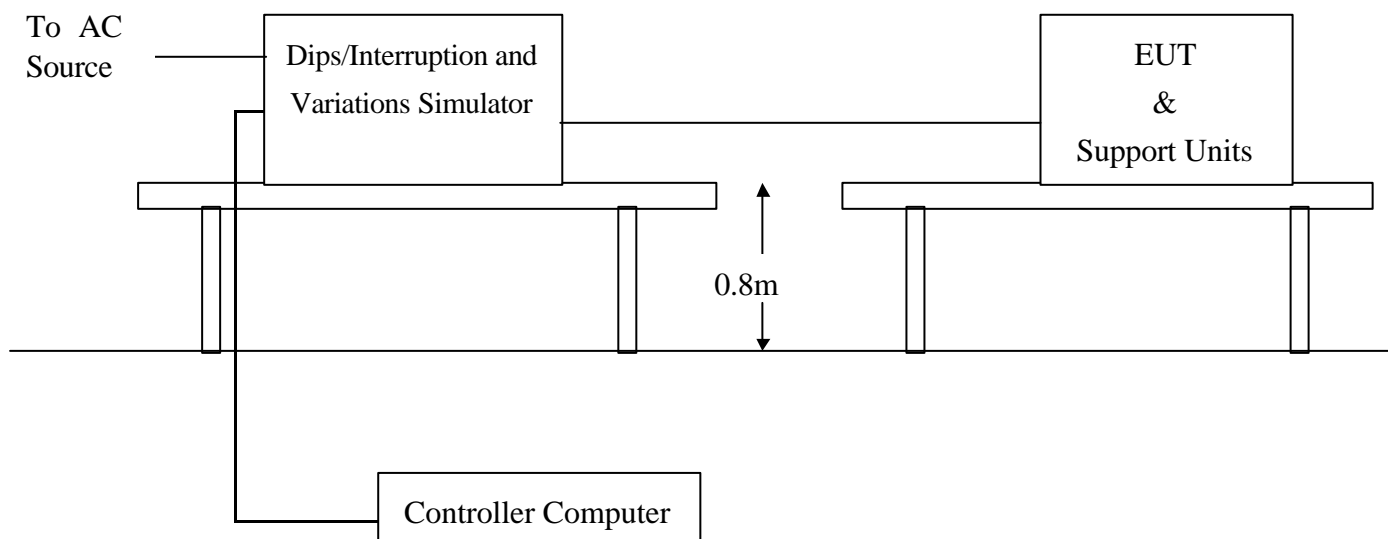 To AC
Source
Dips/Interruption and
Variations Simulator
EUT
&
Support Units
0.8m
Controller Computer